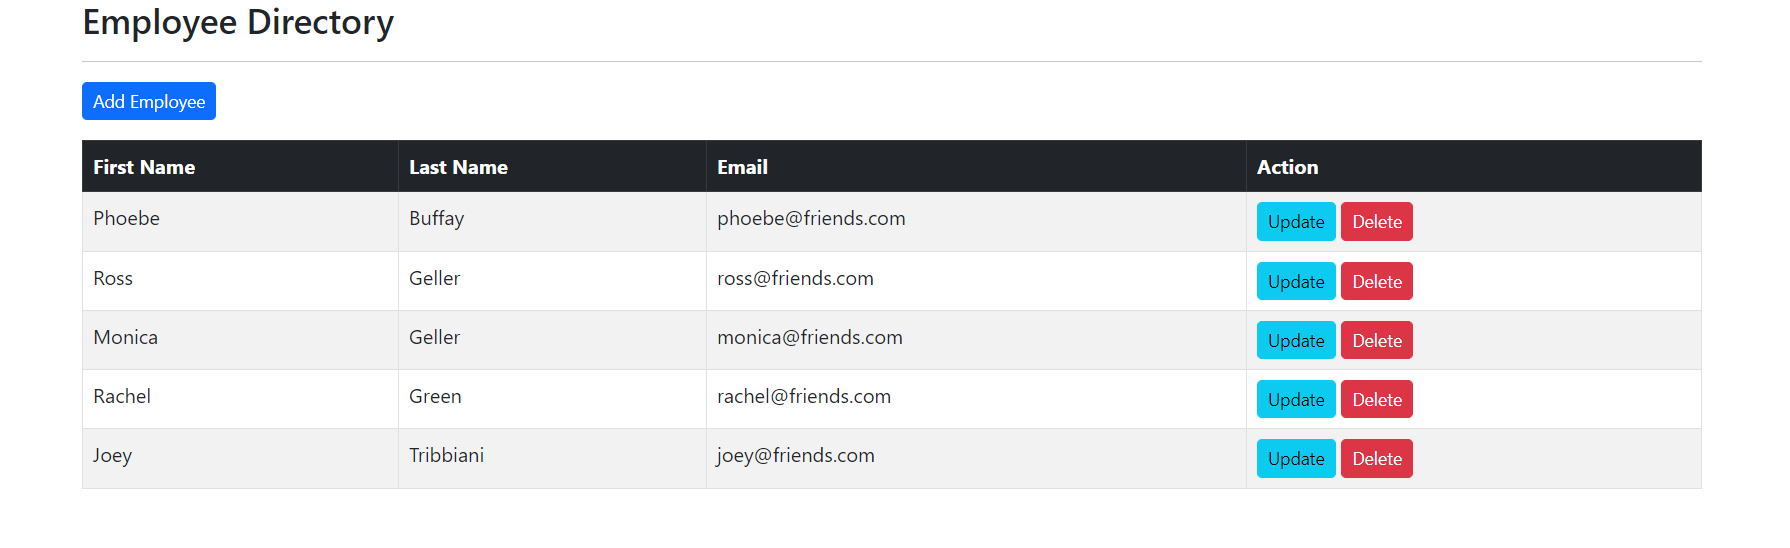 Employee Directory
Add Employee
First Name Last Name Email Action
Phoebe Buffay phoebe@friends.com Update Delete
Ross Geller ross@friends.com Update Delete
Monica Geller monica@friends.com Update Delete
Rachel Green rachel@friends.com Update Delete
Joey Tribbiani joey@friends.com Update Delete